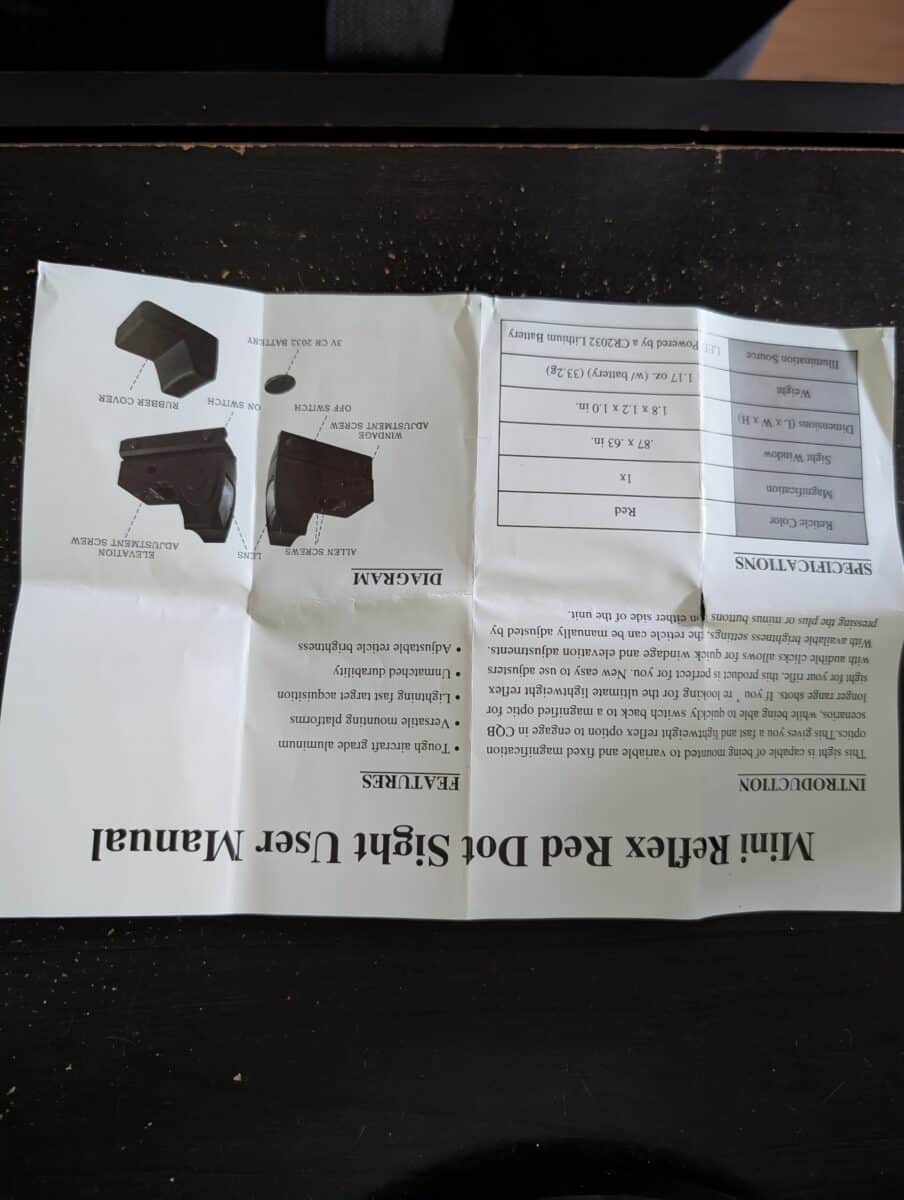 Mini Reflex Red Dot Sight User Manual
INTRODUCTION
This sight is capable of being mounted to variable and fixed magnification
optics.This gives you a fast and lightweight reflex option to engage in CQB
scenarios, while being able to quickly switch back to a magnified optic for
longer range shots. If you ' re looking for the ultimate lightweight reflex
sight for your rifle, this product is perfect for you. New easy to use adjusters
with audible clicks allows for quick windage and elevation adjustments.
With available brightness settings, the reticle can be manually adjusted by
pressing the plus or minus buttons on either side of the unit.
SPECIFICATIONS
Reticle Color Red
Magnification 1x
Sight Window .87 x .63 in.
Dimensions (L x W x H) 1.8 x 1.2 x 1.0 in.
Weight 1.17 oz. (w/ battery) (33.2g)
Illumination Source LED Powered by a CR2032 Lithium Battery
FEATURES
• Tough aircraft grade aluminum
• Versatile mounting platforms
• Lightning fast target acquisition
• Unmatched durability
• Adjustable reticle brightness
DIAGRAM
ALLEN SCREWS
LENS
ELEVATION
ADJUSTMENT SCREW
WINDAGE
ADJUSTMENT SCREW
OFF SWITCH
ON SWITCH
RUBBER COVER
3V CR 2032 BATTERY